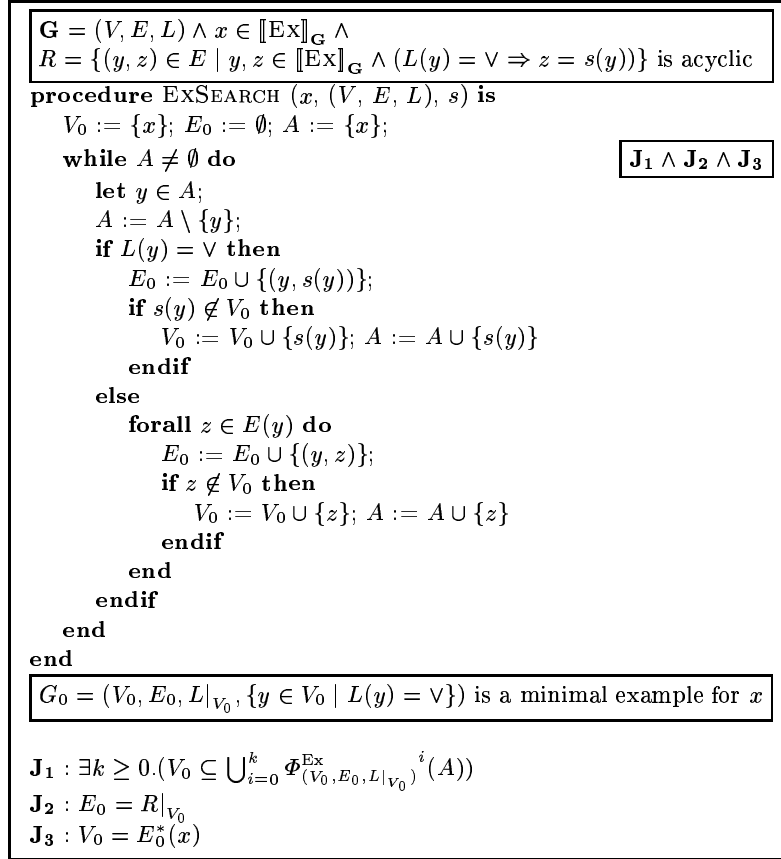 G = (V, E, L) ∧ x ∈ ⟦Ex⟧_G ∧
R = {(y, z) ∈ E | y, z ∈ ⟦Ex⟧_G ∧ (L(y) = ∨ ⇒ z = s(y))} is acyclic
procedure EXSEARCH (x, (V, E, L), s) is
V₀ := {x}; E₀ := ∅; A := {x};
while A ≠ ∅ do J₁ ∧ J₂ ∧ J₃
let y ∈ A;
A := A \ {y};
if L(y) = ∨ then
E₀ := E₀ ∪ {(y, s(y))};
if s(y) ∉ V₀ then
V₀ := V₀ ∪ {s(y)}; A := A ∪ {s(y)}
endif
else
forall z ∈ E(y) do
E₀ := E₀ ∪ {(y, z)};
if z ∉ V₀ then
V₀ := V₀ ∪ {z}; A := A ∪ {z}
endif
end
endif
end
end
G₀ = (V₀, E₀, L|_{V₀}, {y ∈ V₀ | L(y) = ∨}) is a minimal example for x
J₁ : ∃k ≥ 0.(V₀ ⊆ ⋃_{i=0}^{k} Φ^{Ex}_{(V₀,E₀,L|_{V₀})}^i(A))
J₂ : E₀ = R|_{V₀}
J₃ : V₀ = E₀*(x)